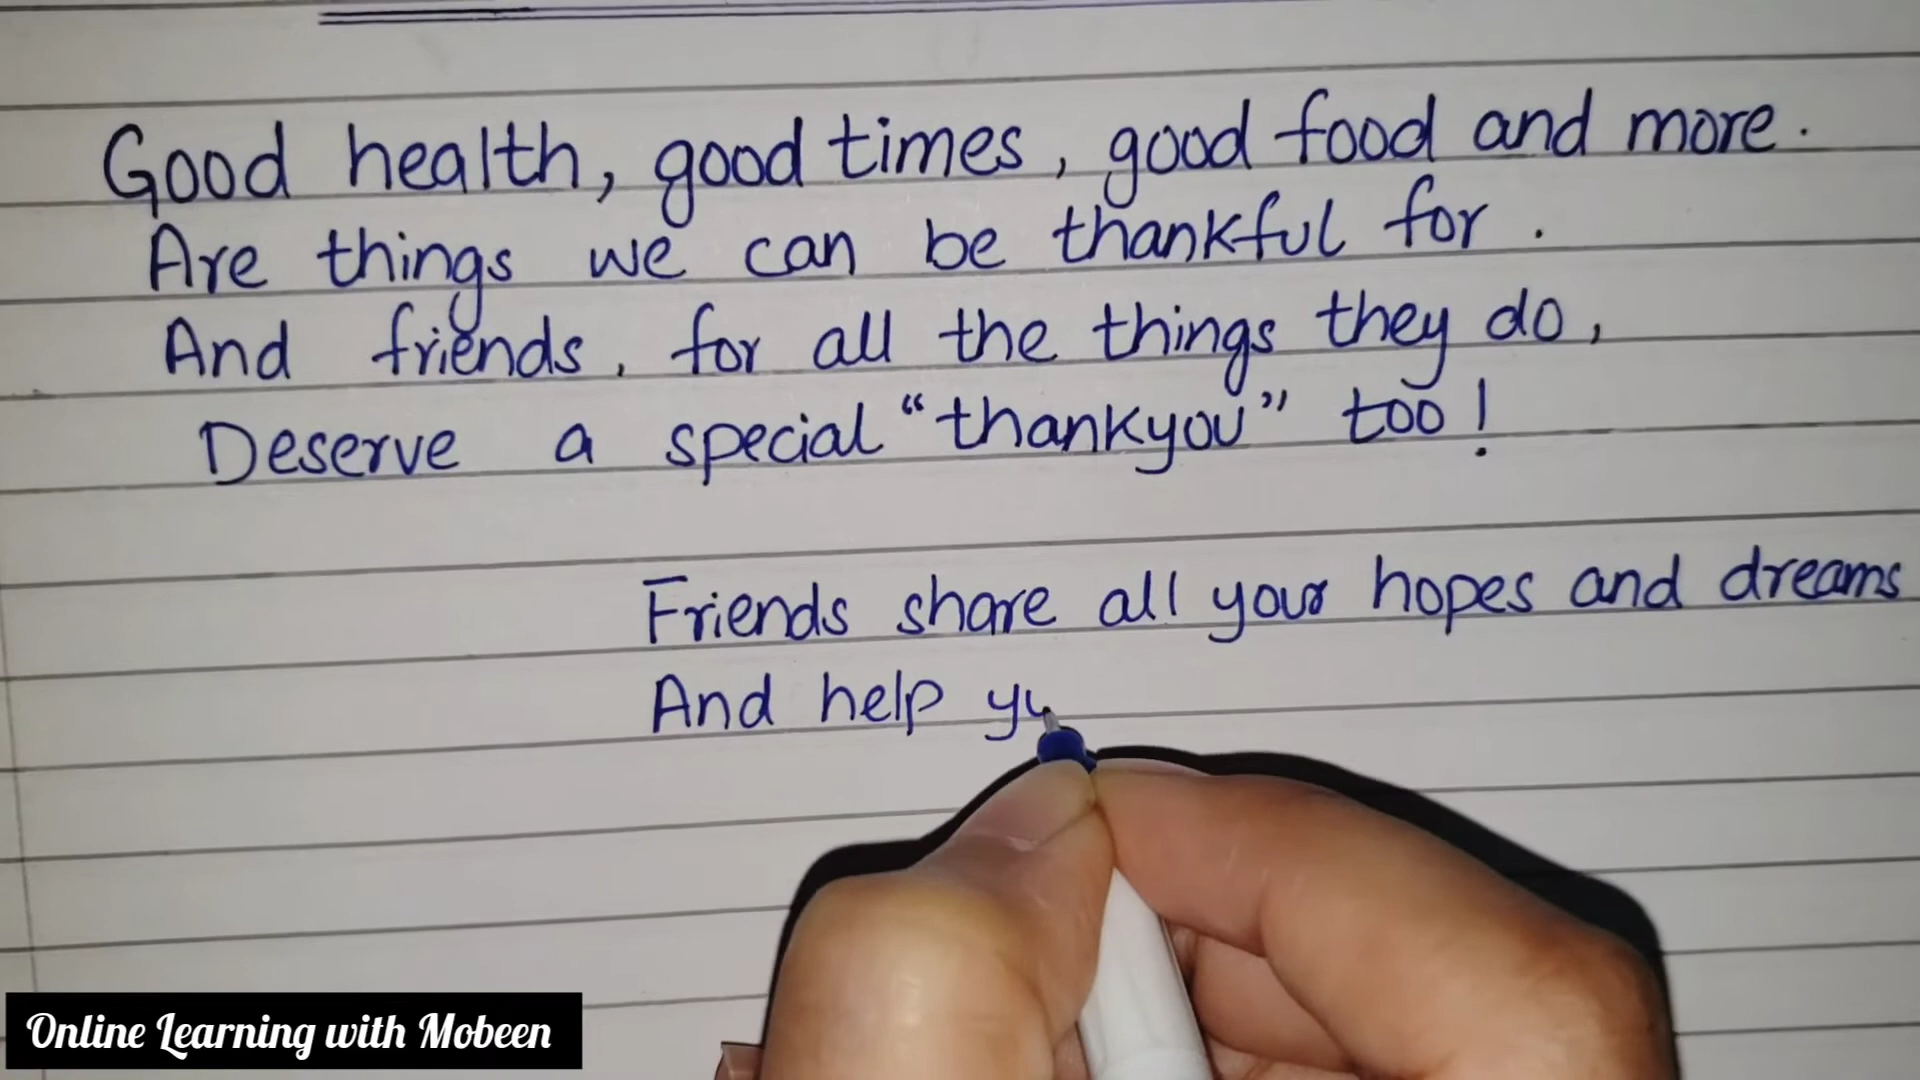 Good health, good times, good food and more.
Are things we can be thankful for.
And friends, for all the things they do,
Deserve a special “thankyou” too!
Friends share all your hopes and dreams
And help
Online Learning with Mobeen